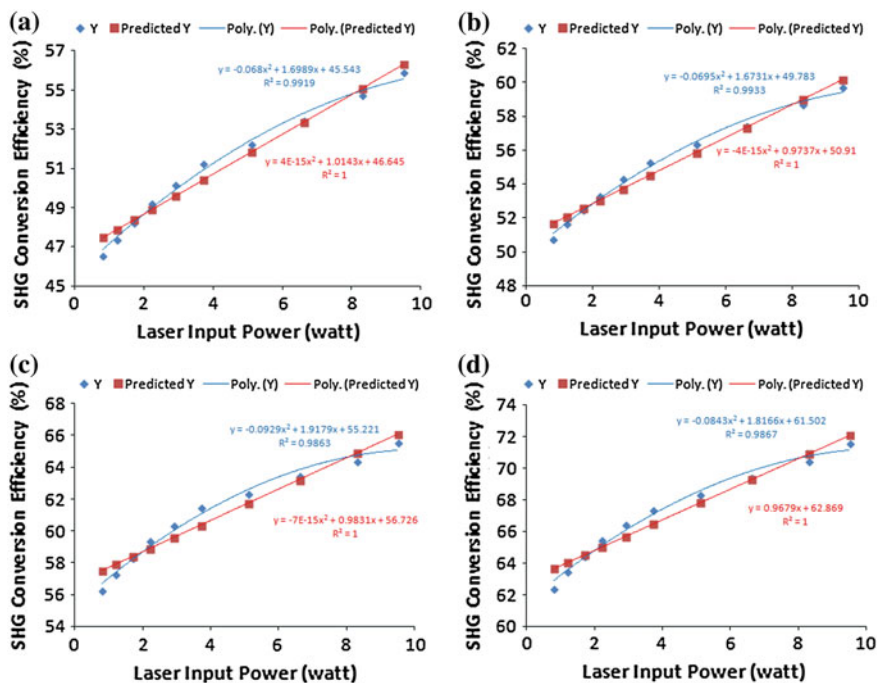 (a)
Y Predicted Y Poly. (Y) Poly. (Predicted Y)
SHG Conversion Efficiency (%)
57
55
53
51
49
47
45
y = -0.068x² + 1.6989x + 45.543
R² = 0.9919
y = 4E-15x² + 1.0143x + 46.645
R² = 1
0 2 4 6 8 10
Laser Input Power (watt)
(b)
Y Predicted Y Poly. (Y) Poly. (Predicted Y)
SHG Conversion Efficiency (%)
62
60
58
56
54
52
50
48
y = -0.0695x² + 1.6731x + 49.783
R² = 0.9933
y = -4E-15x² + 0.9737x + 50.91
R² = 1
0 2 4 6 8 10
Laser Input Power (watt)
(c)
Y Predicted Y Poly. (Y) Poly. (Predicted Y)
SHG Conversion Efficiency (%)
68
66
64
62
60
58
56
54
y = -0.0929x² + 1.9179x + 55.221
R² = 0.9863
y = -7E-15x² + 0.9831x + 56.726
R² = 1
0 2 4 6 8 10
Laser Input Power (watt)
(d)
Y Predicted Y Poly. (Y) Poly. (Predicted Y)
SHG Conversion Efficiency (%)
74
72
70
68
66
64
62
60
y = -0.0843x² + 1.8166x + 61.502
R² = 0.9867
y = 0.9679x + 62.869
R² = 1
0 2 4 6 8 10
Laser Input Power (watt)